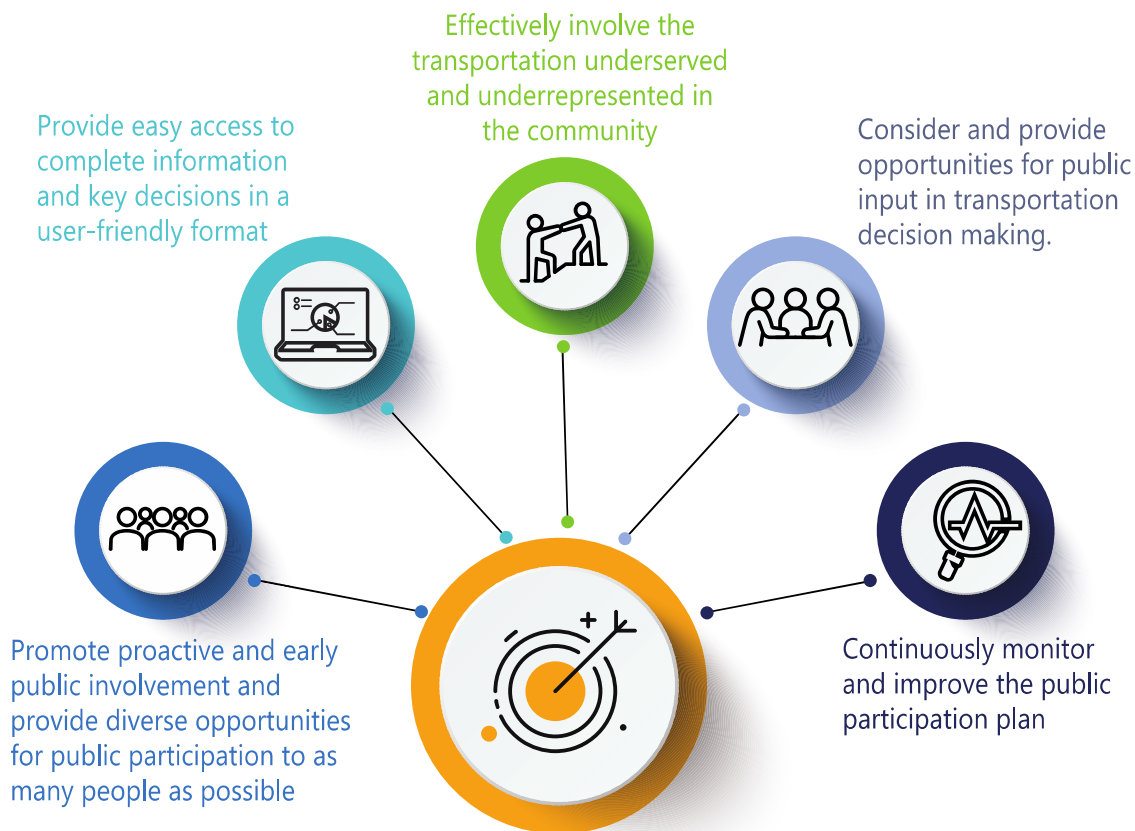 Effectively involve the
transportation underserved
and underrepresented in
the community
Provide easy access to
complete information
and key decisions in a
user-friendly format
Consider and provide
opportunities for public
input in transportation
decision making.
Promote proactive and early
public involvement and
provide diverse opportunities
for public participation to as
many people as possible
Continuously monitor
and improve the public
participation plan